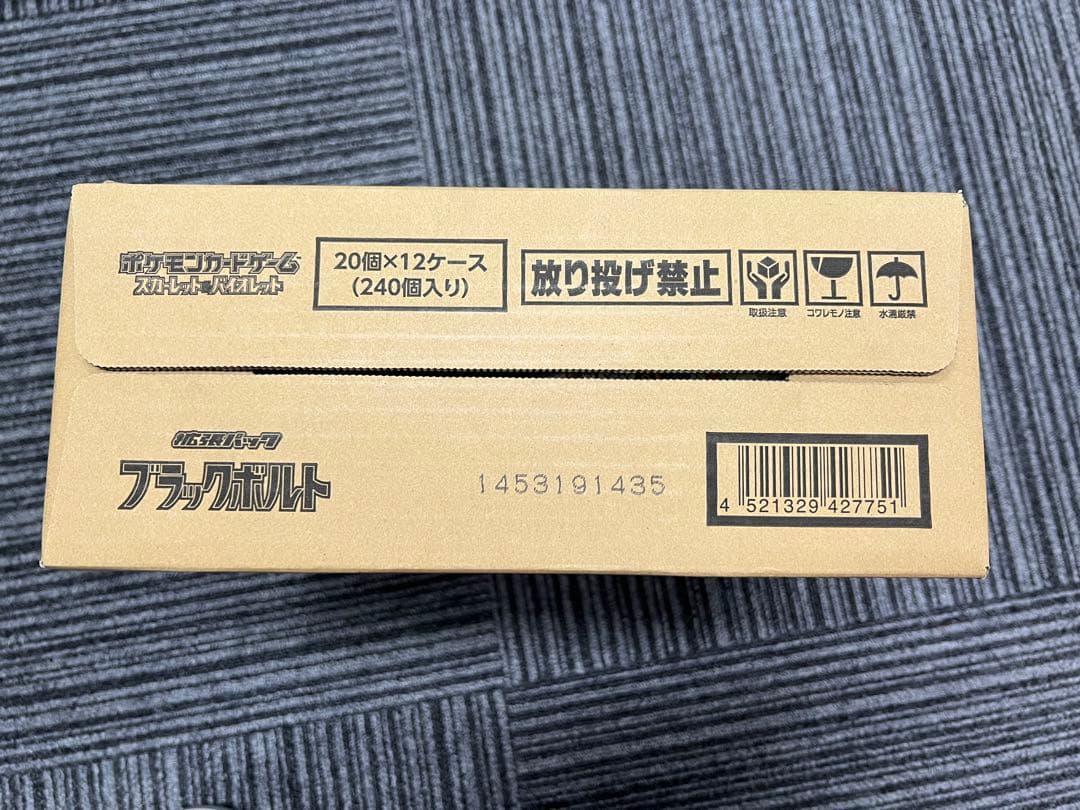 ポケモンカードゲーム
スカーレット&バイオレット
20個×12ケース
(240個入り)
放り投げ禁止
取扱注意
コワレモノ注意
水濡厳禁
拡張パック
ブラックボルト
1453191435
4 521329 427751